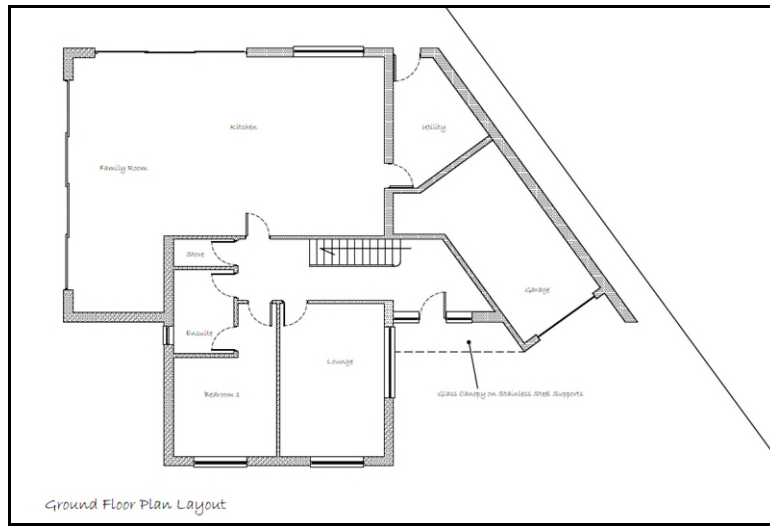 Kitchen
Utility
Family Room
Store
Garage
Ensuite
Lounge
Bedroom 1
Glass Canopy on Stainless Steel Supports
Ground Floor Plan Layout